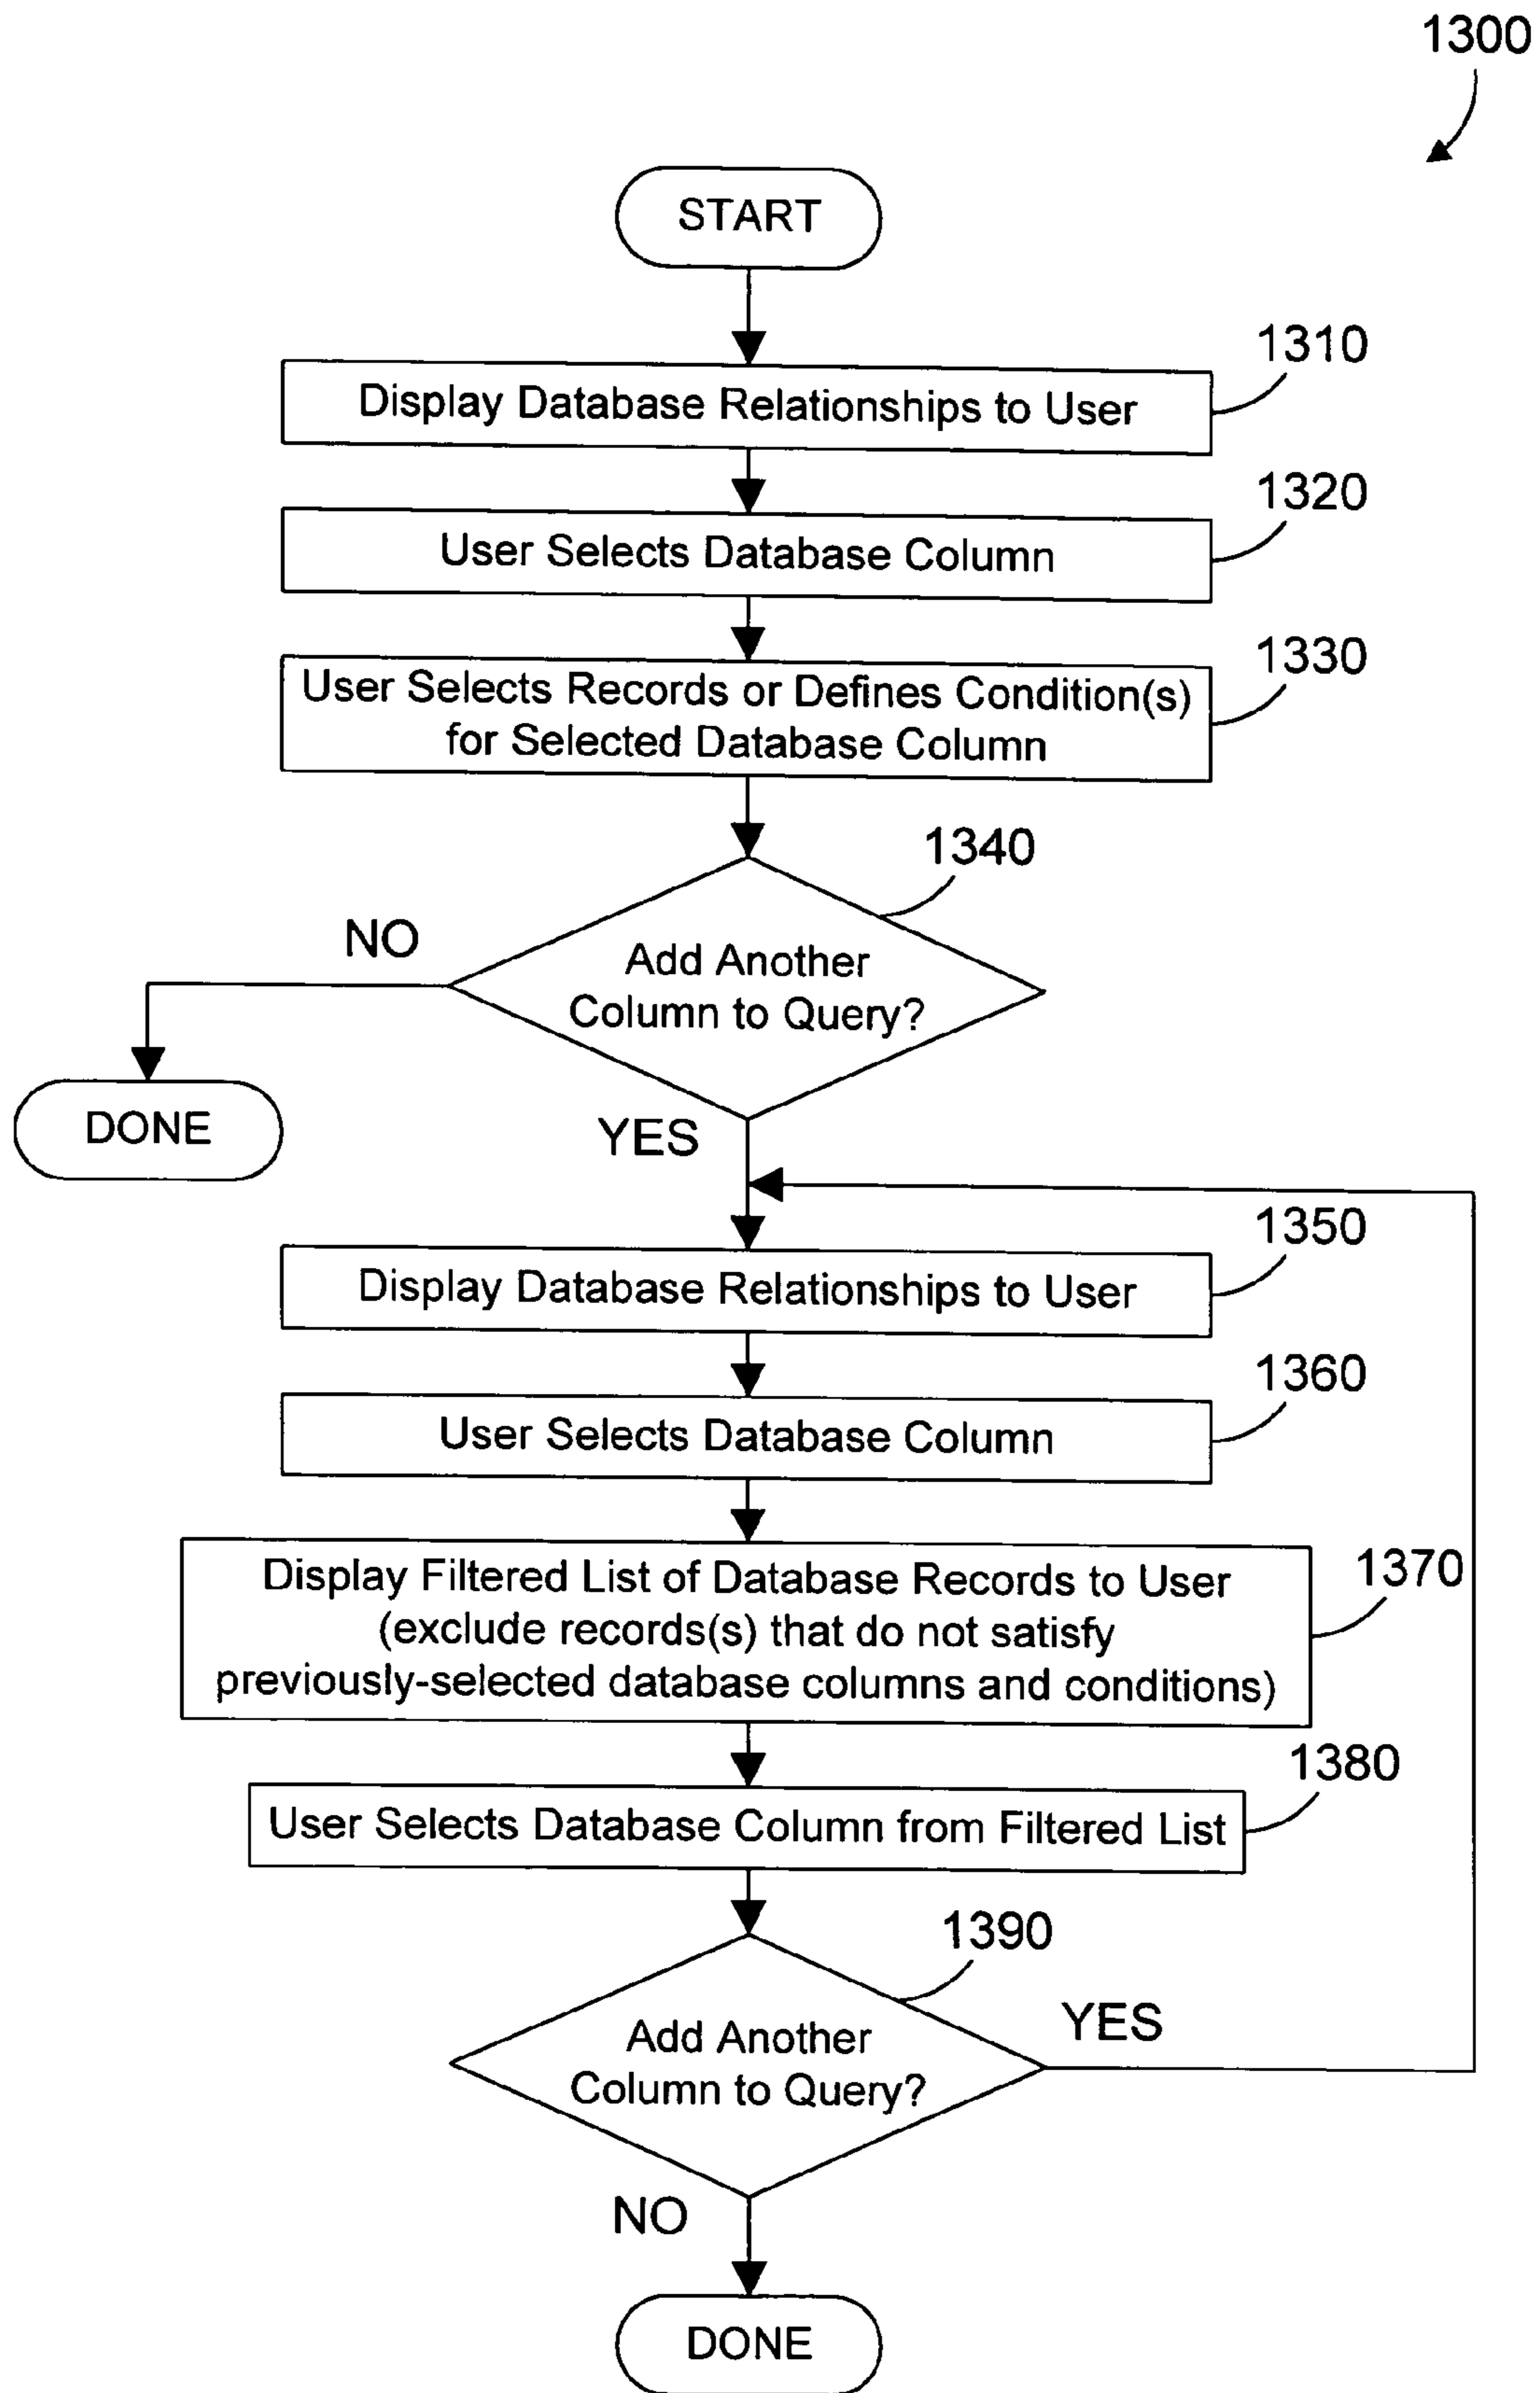 1300
START
1310
Display Database Relationships to User
1320
User Selects Database Column
1330
User Selects Records or Defines Condition(s)
for Selected Database Column
1340
NO
Add Another
Column to Query?
DONE
YES
1350
Display Database Relationships to User
1360
User Selects Database Column
1370
Display Filtered List of Database Records to User
(exclude records(s) that do not satisfy
previously-selected database columns and conditions)
1380
User Selects Database Column from Filtered List
1390
YES
Add Another
Column to Query?
NO
DONE